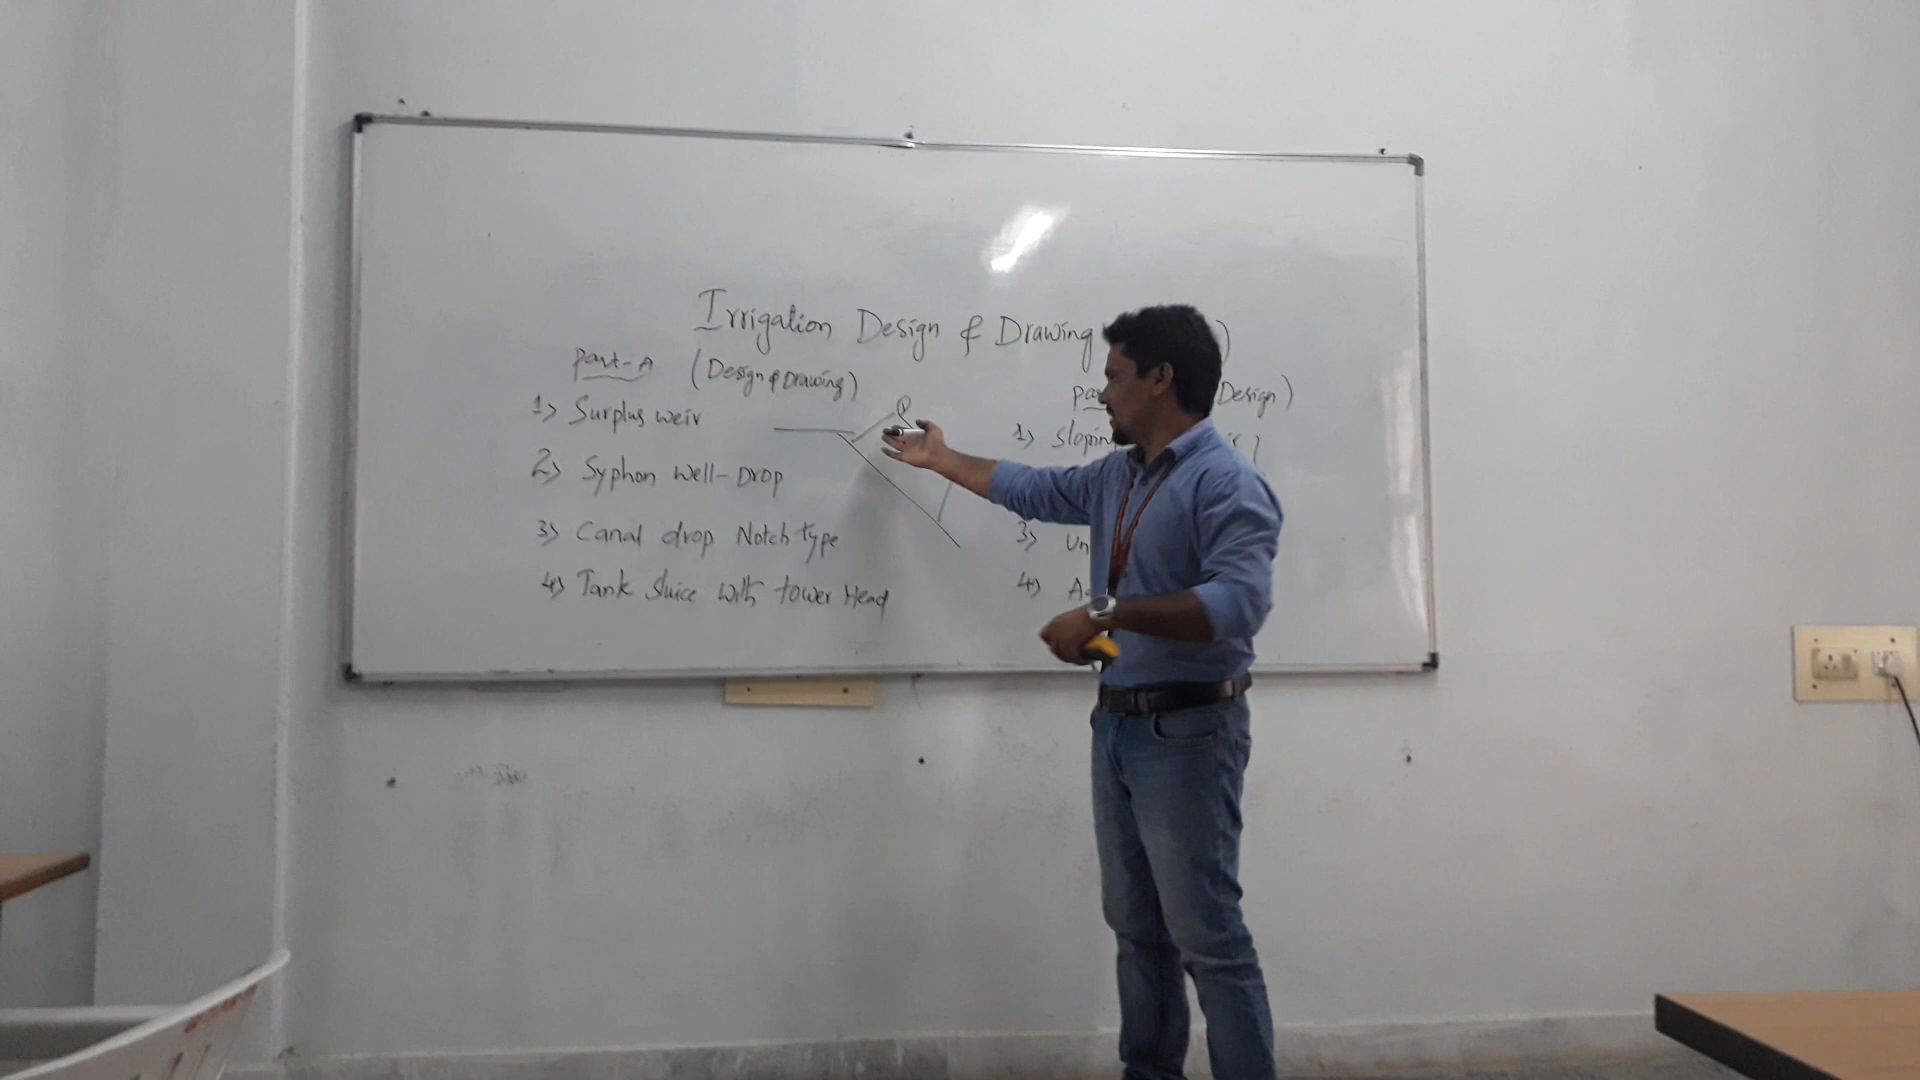 Irrigation Design & Drawing )
Part-A (Design & Drawing)
1) Surplus weir
2) Syphon well-Drop
3) Canal drop Notch type
4) Tank Sluice with tower Head
Design)
1)
3) Un
4)